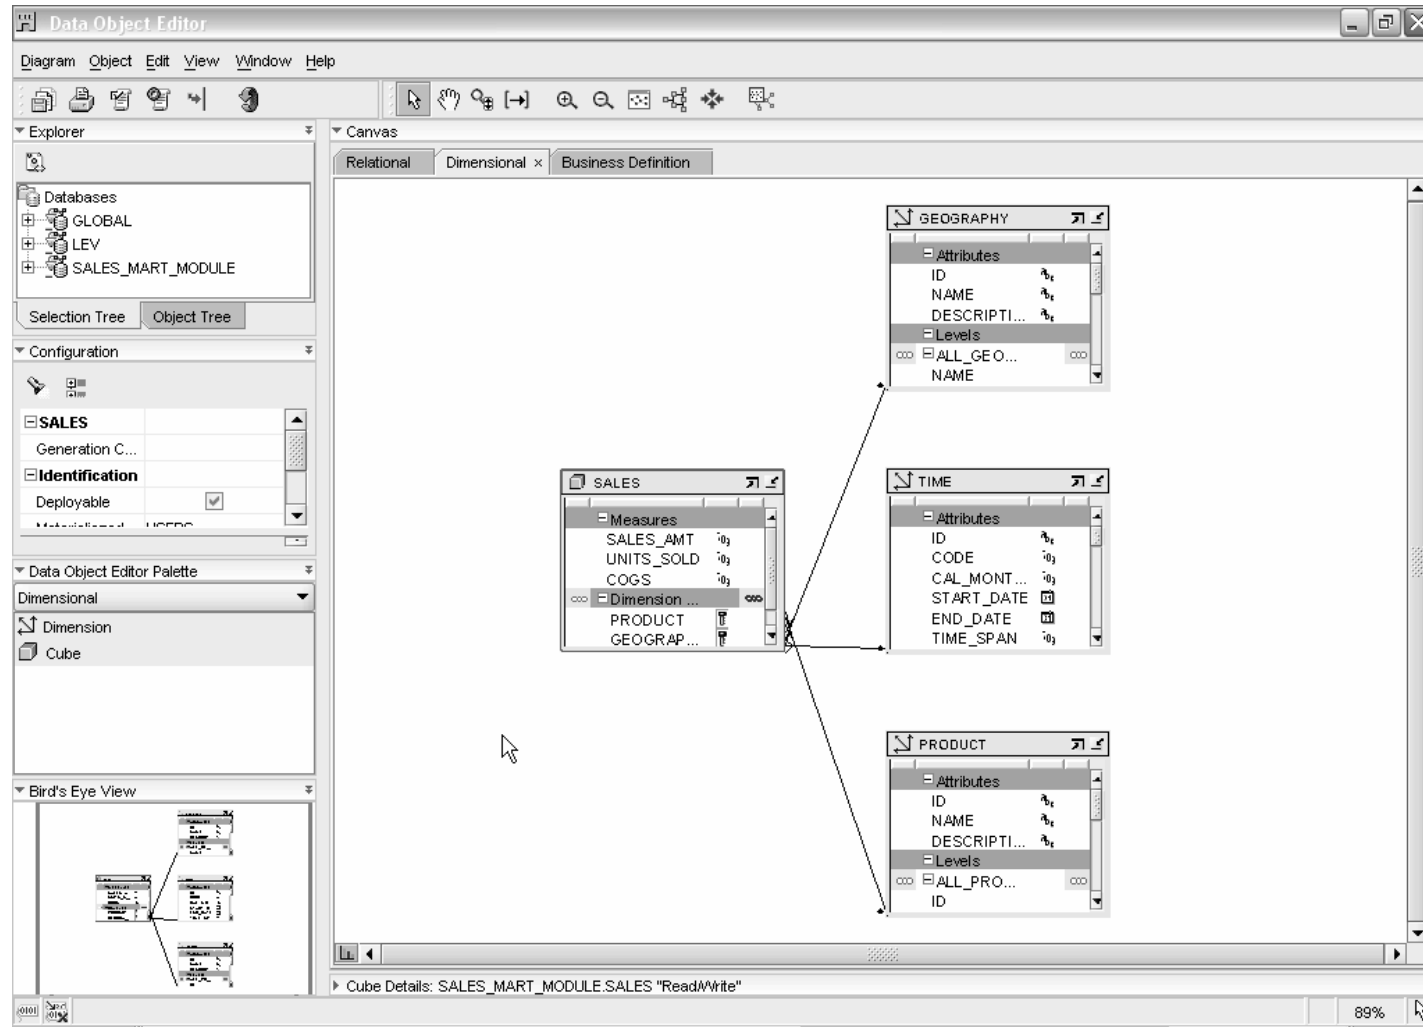 Data Object Editor
Diagram Object Edit View Window Help
Explorer
Databases
GLOBAL
LEV
SALES_MART_MODULE
Selection Tree Object Tree
Configuration
SALES
Generation C...
Identification
Deployable
Data Object Editor Palette
Dimensional
Dimension
Cube
Bird's Eye View
Canvas
Relational Dimensional × Business Definition
GEOGRAPHY
Attributes
ID
NAME
DESCRIPTI...
Levels
ALL_GEO...
NAME
SALES
Measures
SALES_AMT
UNITS_SOLD
COGS
Dimension ...
PRODUCT
GEOGRAP...
TIME
Attributes
ID
CODE
CAL_MONT...
START_DATE
END_DATE
TIME_SPAN
PRODUCT
Attributes
ID
NAME
DESCRIPTI...
Levels
ALL_PRO...
ID
Cube Details: SALES_MART_MODULE.SALES "Read/Write"
89%